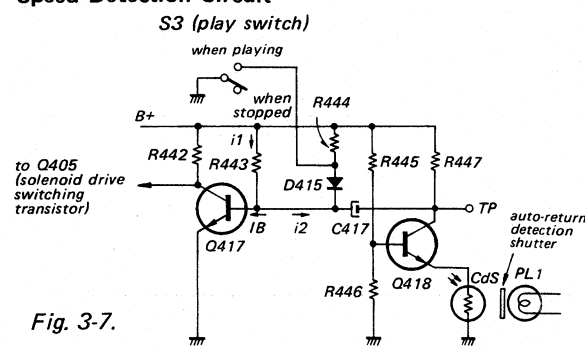 Speed Detection Circuit
S3 (play switch)
when playing
when
stopped
B+
R444
i1
R442
R443
R445
R447
to Q405
(solenoid drive
switching
transistor)
D415
TP
IB
i2
C417
auto-return
detection
shutter
Q417
Q418
CdS
PL1
R446
Fig. 3-7.